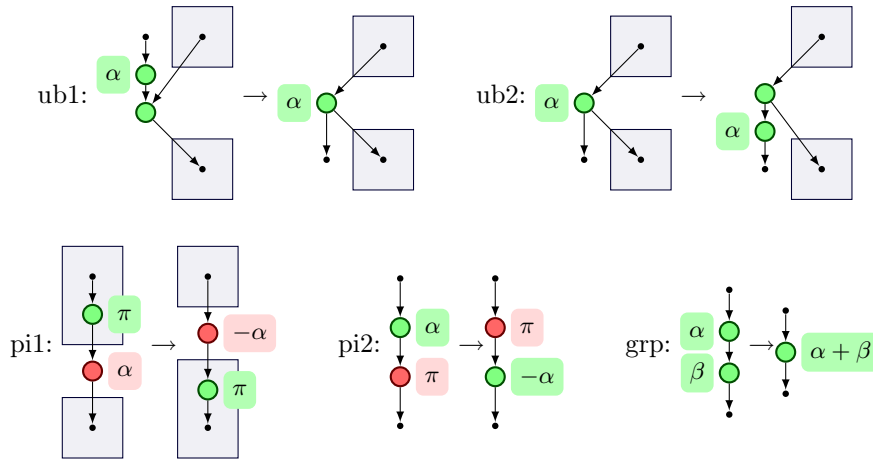 ub1: α → α
ub2: α → α
pi1: π α → −α π
pi2: α π → π −α
grp: α β → α + β